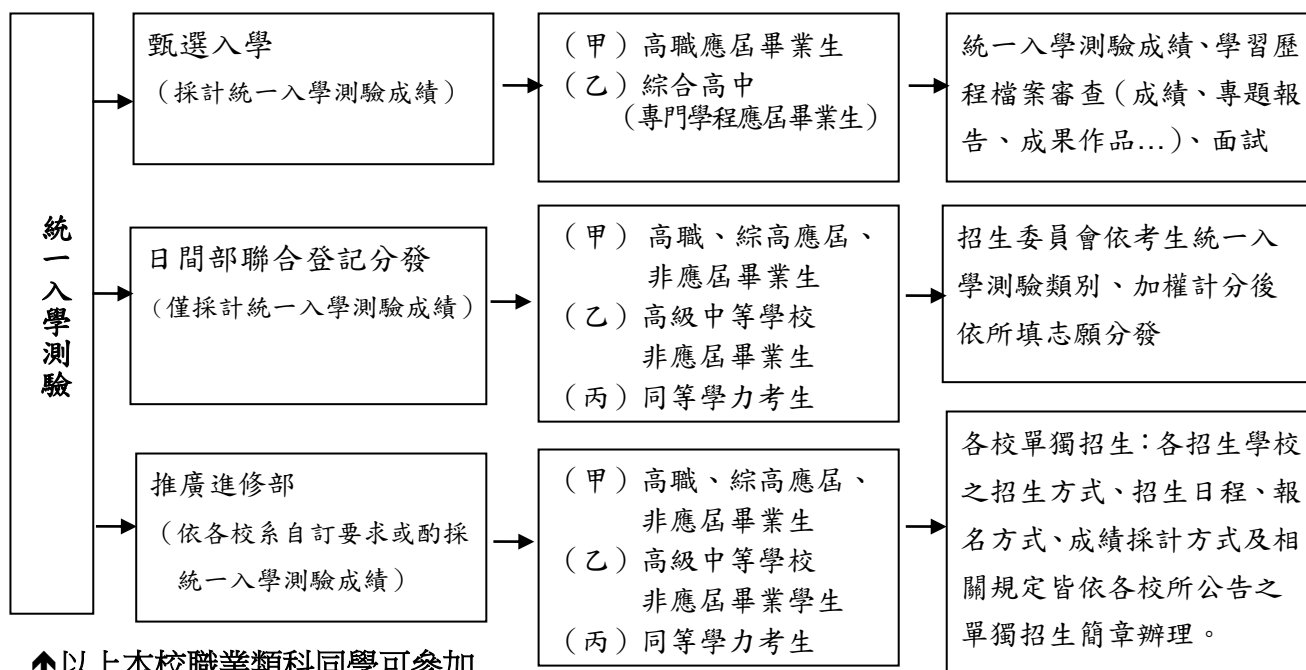 統一入學測驗
甄選入學
（採計統一入學測驗成績）
（甲）高職應屆畢業生
（乙）綜合高中
（專門學程應屆畢業生）
統一入學測驗成績、學習歷
程檔案審查（成績、專題報
告、成果作品…）、面試
日間部聯合登記分發
（僅採計統一入學測驗成績）
（甲）高職、綜高應屆、
非應屆畢業生
（乙）高級中等學校
非應屆畢業生
（丙）同等學力考生
招生委員會依考生統一入
學測驗類別、加權計分後
依所填志願分發
推廣進修部
（依各校系自訂要求或酌採
統一入學測驗成績）
（甲）高職、綜高應屆、
非應屆畢業生
（乙）高級中等學校
非應屆畢業學生
（丙）同等學力考生
各校單獨招生：各招生學校
之招生方式、招生日程、報
名方式、成績採計方式及相
關規定皆依各校所公告之
單獨招生簡章辦理。
↑以上本校職業類科同學可參加